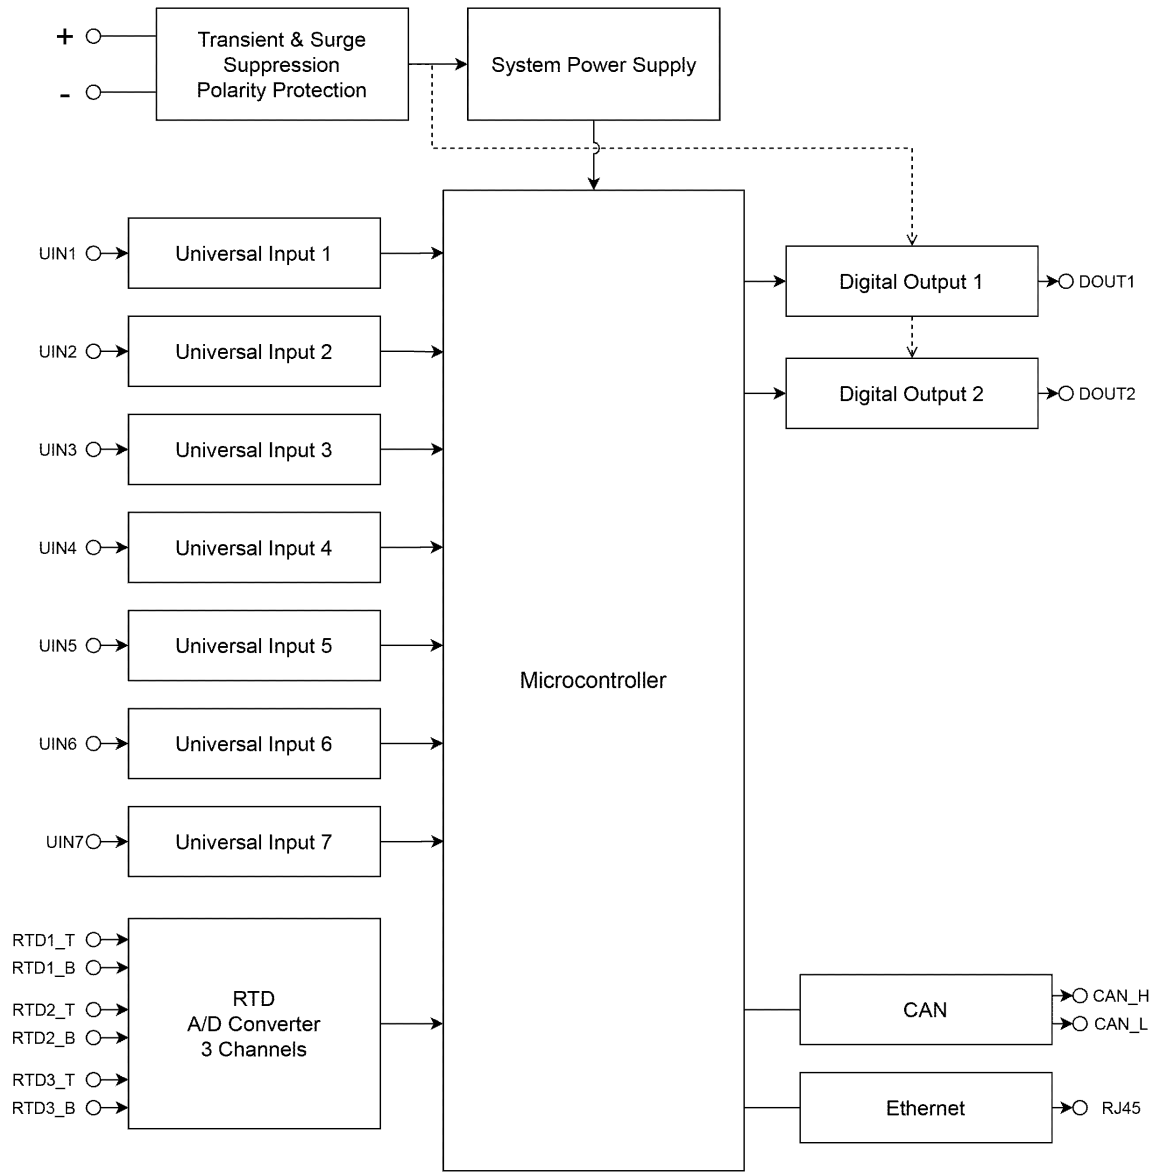 +
-
Transient & Surge
Suppression
Polarity Protection
System Power Supply
UIN1
Universal Input 1
UIN2
Universal Input 2
UIN3
Universal Input 3
UIN4
Universal Input 4
UIN5
Universal Input 5
UIN6
Universal Input 6
UIN7
Universal Input 7
RTD1_T
RTD1_B
RTD2_T
RTD2_B
RTD3_T
RTD3_B
RTD
A/D Converter
3 Channels
Microcontroller
Digital Output 1
DOUT1
Digital Output 2
DOUT2
CAN
CAN_H
CAN_L
Ethernet
RJ45